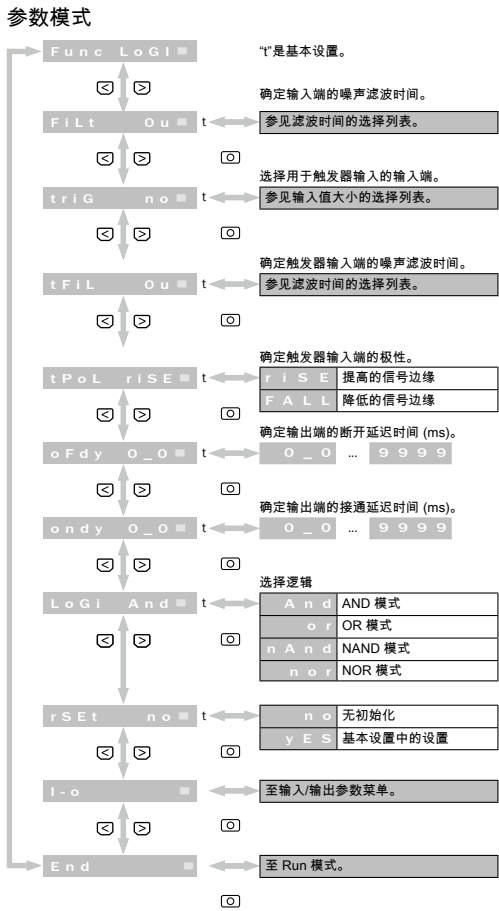 参数模式
Func LoGI
“t”是基本设置。
确定输入端的噪声滤波时间。
FiLt Ou t
参见滤波时间的选择列表。
选择用于触发器输入的输入端。
triG no t
参见输入值大小的选择列表。
确定触发器输入端的噪声滤波时间。
tFiL Ou t
参见滤波时间的选择列表。
确定触发器输入端的极性。
tPoL riSE t
riSE 提高的信号边缘
FALL 降低的信号边缘
确定输出端的断开延迟时间 (ms)。
oFdy 0_0 t
0_0 ... 9999
确定输出端的接通延迟时间 (ms)。
ondy 0_0 t
0_0 ... 9999
选择逻辑
LoGi And t
And AND 模式
or OR 模式
nAnd NAND 模式
nor NOR 模式
rSEt no t
no 无初始化
yES 基本设置中的设置
I-o
至输入/输出参数菜单。
End
至 Run 模式。